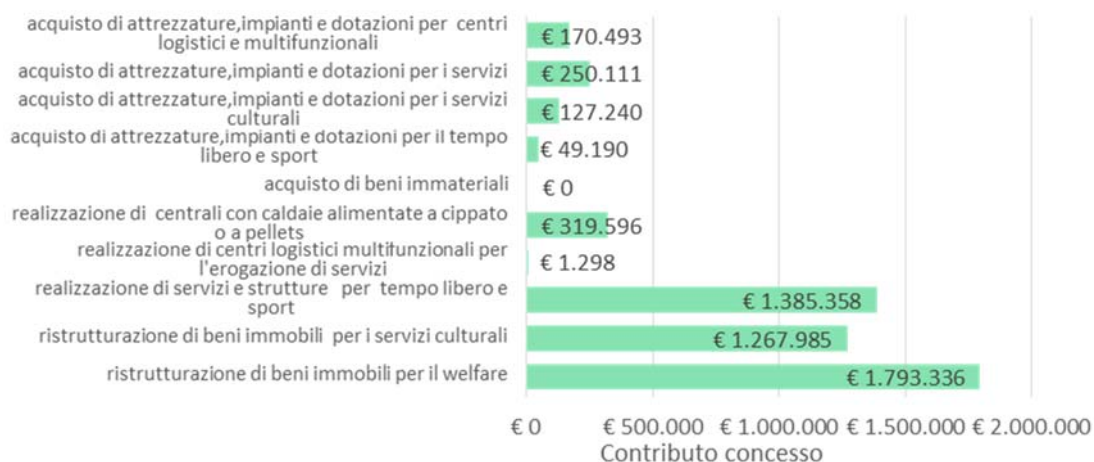 acquisto di attrezzature,impianti e dotazioni per centri
logistici e multifunzionali
€ 170.493
acquisto di attrezzature,impianti e dotazioni per i servizi
€ 250.111
acquisto di attrezzature,impianti e dotazioni per i servizi
culturali
€ 127.240
acquisto di attrezzature,impianti e dotazioni per il tempo
libero e sport
€ 49.190
acquisto di beni immateriali
€ 0
realizzazione di centrali con caldaie alimentate a cippato
o a pellets
€ 319.596
realizzazione di centri logistici multifunzionali per
l'erogazione di servizi
€ 1.298
realizzazione di servizi e strutture per tempo libero e
sport
€ 1.385.358
ristrutturazione di beni immobili per i servizi culturali
€ 1.267.985
ristrutturazione di beni immobili per il welfare
€ 1.793.336
€ 0 € 500.000 € 1.000.000 € 1.500.000 € 2.000.000
Contributo concesso